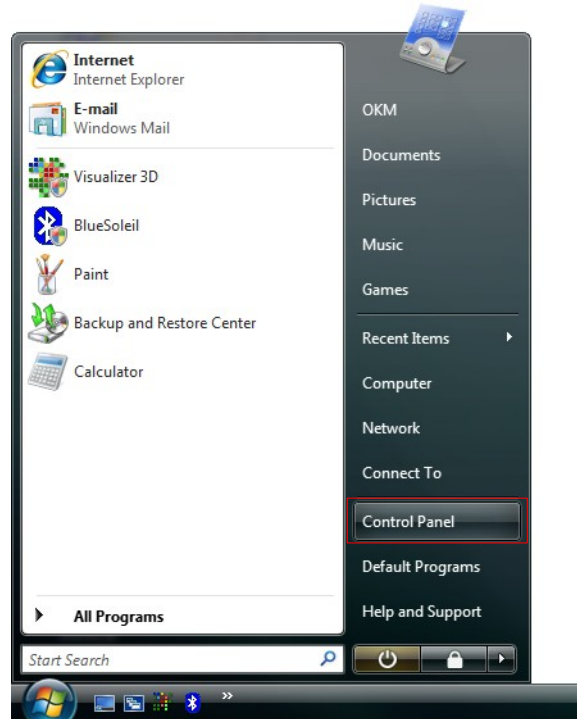 Internet
Internet Explorer
E-mail
Windows Mail
Visualizer 3D
BlueSoleil
Paint
Backup and Restore Center
Calculator
All Programs
Start Search
OKM
Documents
Pictures
Music
Games
Recent Items
Computer
Network
Connect To
Control Panel
Default Programs
Help and Support